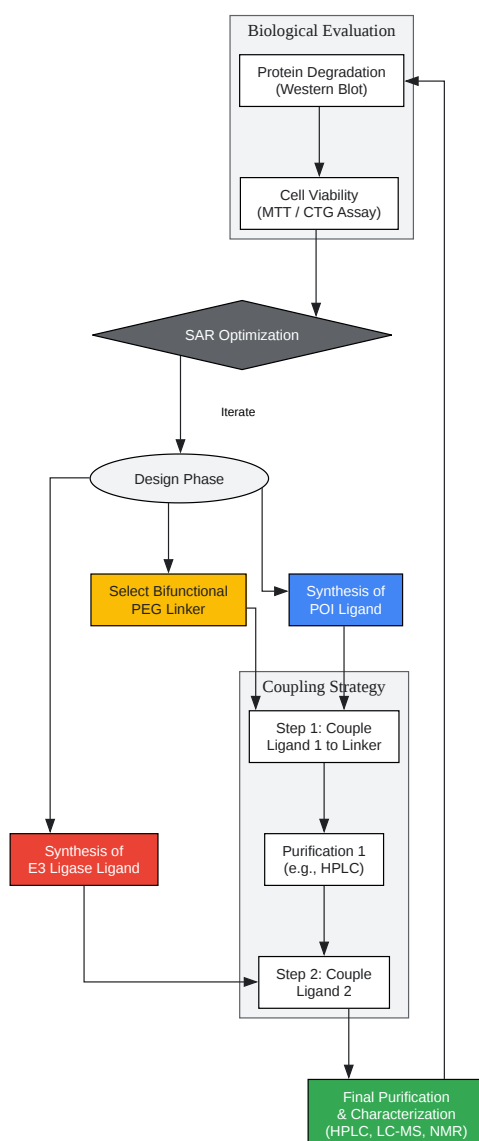 Biological Evaluation
Protein Degradation
(Western Blot)
Cell Viability
(MTT / CTG Assay)
SAR Optimization
Iterate
Design Phase
Select Bifunctional
PEG Linker
Synthesis of
POI Ligand
Coupling Strategy
Step 1: Couple
Ligand 1 to Linker
Synthesis of
E3 Ligase Ligand
Purification 1
(e.g., HPLC)
Step 2: Couple
Ligand 2
Final Purification
& Characterization
(HPLC, LC-MS, NMR)